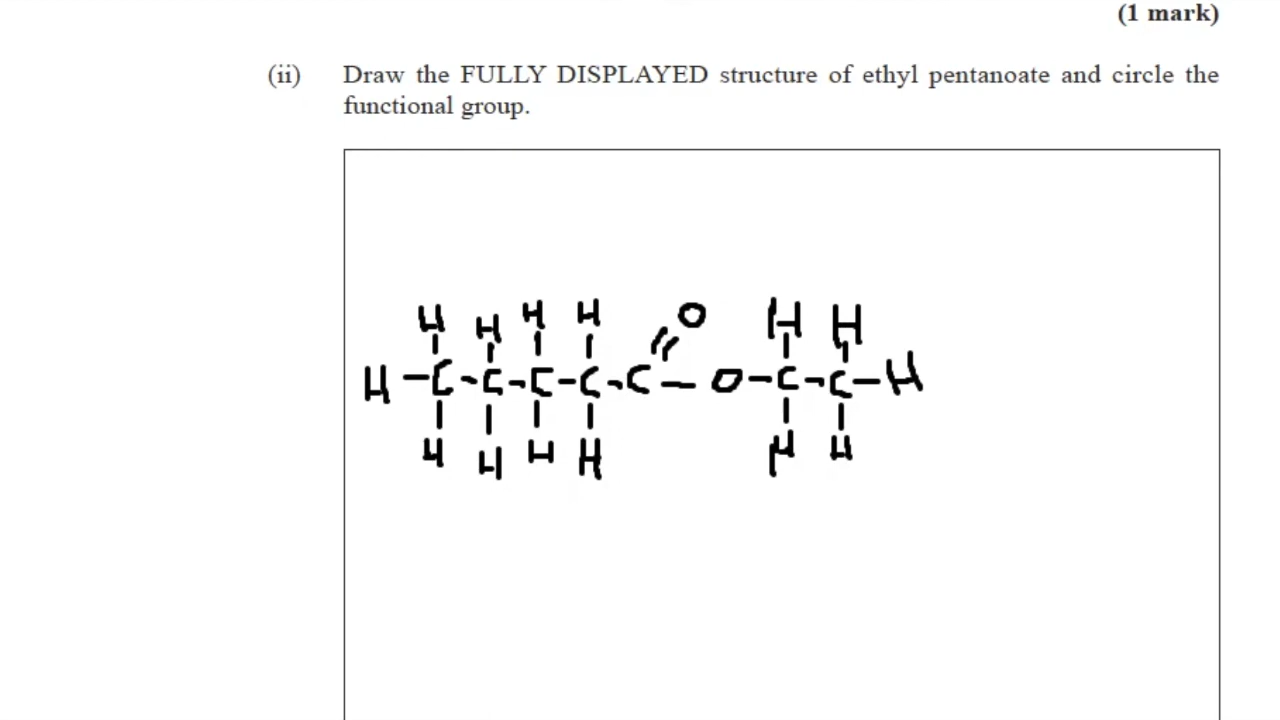 (1 mark)
(ii) Draw the FULLY DISPLAYED structure of ethyl pentanoate and circle the
functional group.
H H H H O H H
H-C-C-C-C-C-O-C-C-H
H H H H H H